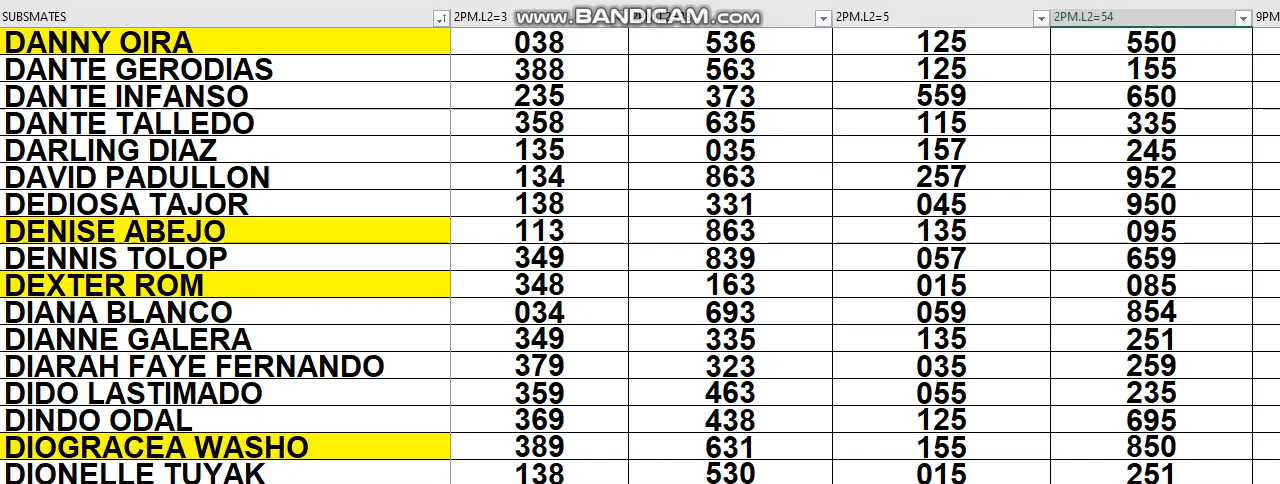 SUBSMATES 2PM.L2=3 www.BANDICAM.com 2PM.L2=5 2PM.L2=54 9PM
DANNY OIRA 038 536 125 550
DANTE GERODIAS 388 563 125 155
DANTE INFANSO 235 373 559 650
DANTE TALLEDO 358 635 115 335
DARLING DIAZ 135 035 157 245
DAVID PADULLON 134 863 257 952
DEDIOSA TAJOR 138 331 045 950
DENISE ABEJO 113 863 135 095
DENNIS TOLOP 349 839 057 659
DEXTER ROM 348 163 015 085
DIANA BLANCO 034 693 059 854
DIANNE GALERA 349 335 135 251
DIARAH FAYE FERNANDO 379 323 035 259
DIDO LASTIMADO 359 463 055 235
DINDO ODAL 369 438 125 695
DIOGRACEA WASHO 389 631 155 850
DIONELLE TUYAK 138 530 015 251